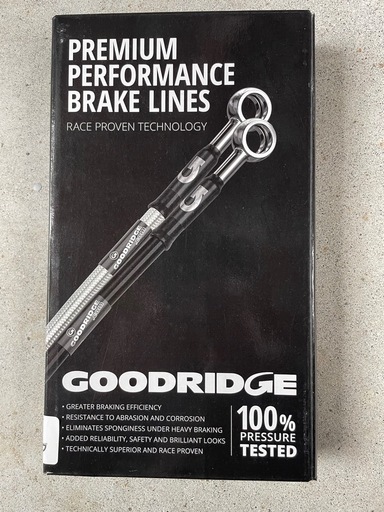 PREMIUM
PERFORMANCE
BRAKE LINES
RACE PROVEN TECHNOLOGY
GOODRIDGE
GOODRIDGE
GOODRIDGE
• GREATER BRAKING EFFICIENCY
• RESISTANCE TO ABRASION AND CORROSION
• ELIMINATES SPONGINESS UNDER HEAVY BRAKING
• ADDED RELIABILITY, SAFETY AND BRILLIANT LOOKS
• TECHNICALLY SUPERIOR AND RACE PROVEN
100%
PRESSURE
TESTED